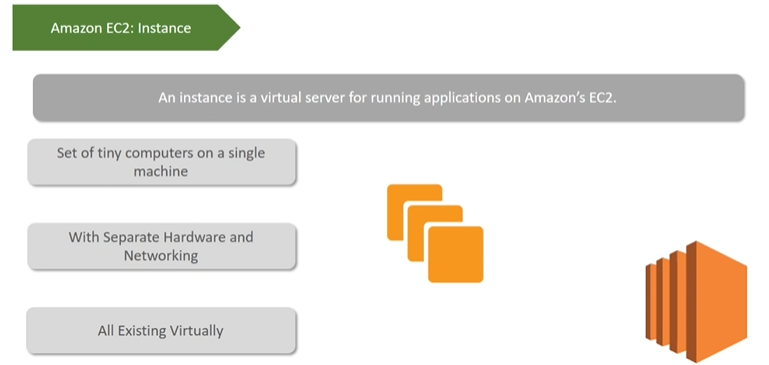 Amazon EC2: Instance
An instance is a virtual server for running applications on Amazon's EC2.
Set of tiny computers on a single
machine
With Separate Hardware and
Networking
All Existing Virtually